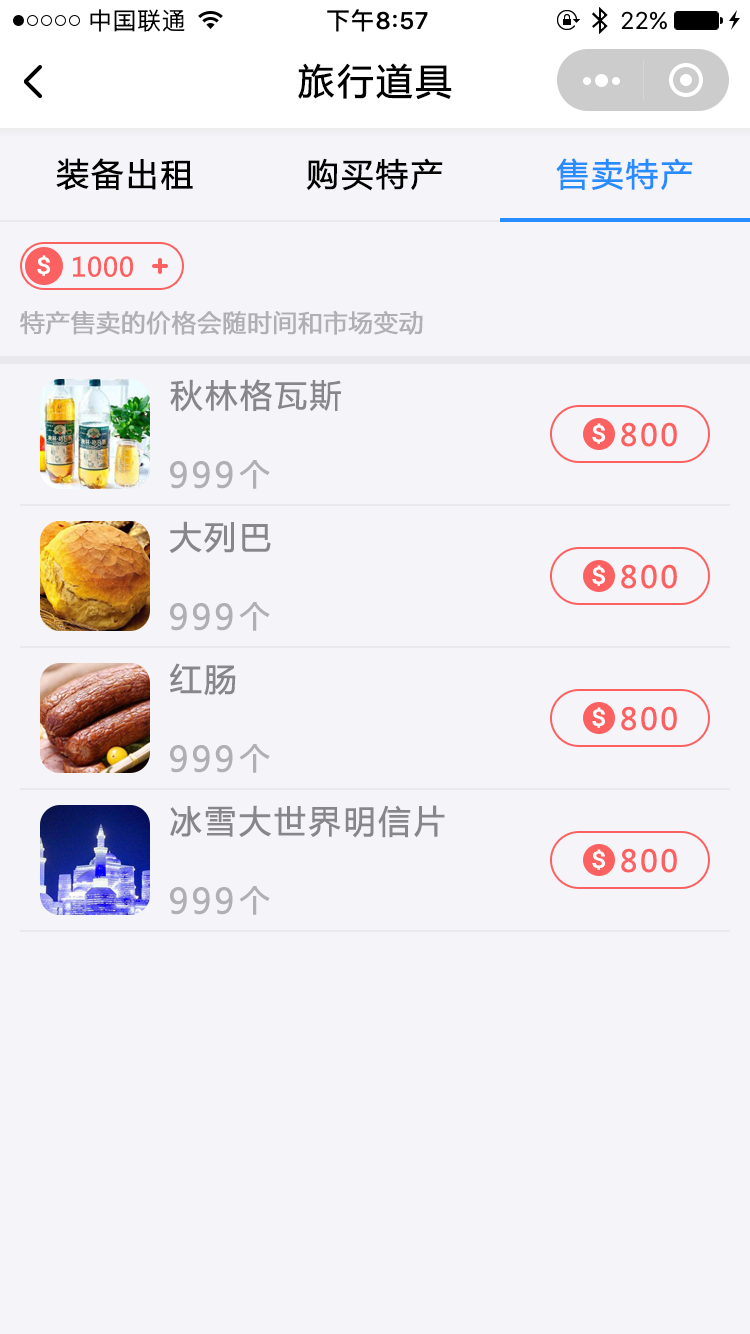 中国联通 下午8:57 22%
旅行道具
装备出租 购买特产 售卖特产
$ 1000 +
特产售卖的价格会随时间和市场变动
秋林格瓦斯
$800
999个
大列巴
$800
999个
红肠
$800
999个
冰雪大世界明信片
$800
999个